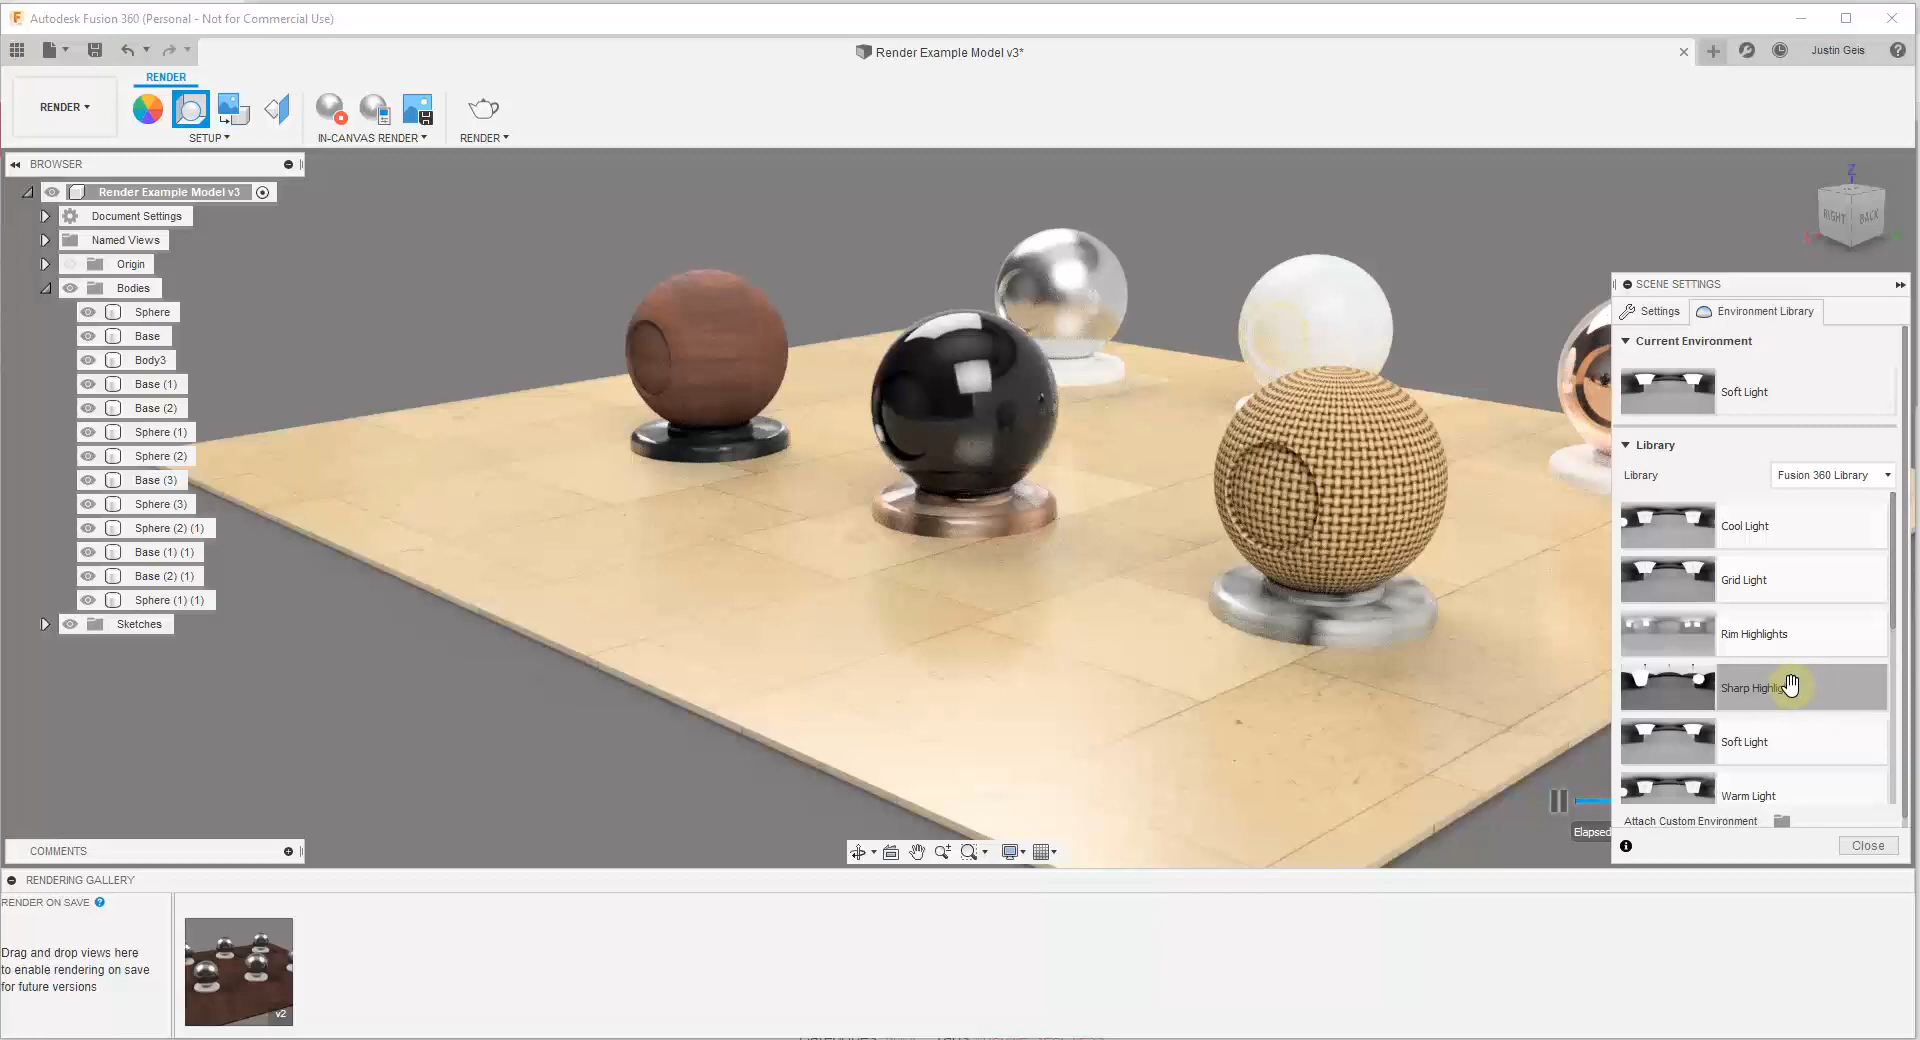 Autodesk Fusion 360 (Personal - Not for Commercial Use)
Render Example Model v3*
Justin Geis
RENDER
RENDER
SETUP
IN-CANVAS RENDER
RENDER
BROWSER
Render Example Model v3
Document Settings
Named Views
Origin
Bodies
Sphere
Base
Body3
Base (1)
Base (2)
Sphere (1)
Sphere (2)
Base (3)
Sphere (3)
Sphere (2) (1)
Base (1) (1)
Base (2) (1)
Sphere (1) (1)
Sketches
Z
RIGHT
BACK
SCENE SETTINGS
Settings
Environment Library
Current Environment
Soft Light
Library
Library
Fusion 360 Library
Cool Light
Grid Light
Rim Highlights
Sharp Highlig
Soft Light
Warm Light
Attach Custom Environment
Close
Elapsed
COMMENTS
RENDERING GALLERY
RENDER ON SAVE
Drag and drop views here
to enable rendering on save
for future versions
v2